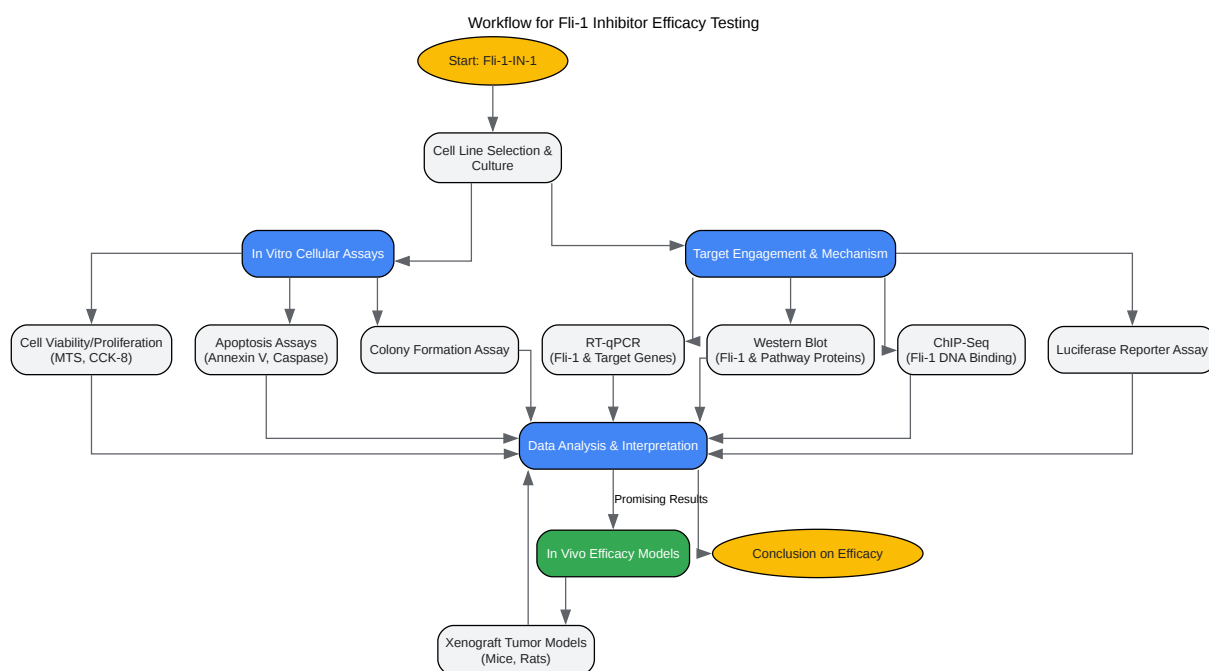 Workflow for Fli-1 Inhibitor Efficacy Testing
Start: Fli-1-IN-1
Cell Line Selection &
Culture
In Vitro Cellular Assays
Target Engagement & Mechanism
Cell Viability/Proliferation
(MTS, CCK-8)
Apoptosis Assays
(Annexin V, Caspase)
Colony Formation Assay
RT-qPCR
(Fli-1 & Target Genes)
Western Blot
(Fli-1 & Pathway Proteins)
ChIP-Seq
(Fli-1 DNA Binding)
Luciferase Reporter Assay
Data Analysis & Interpretation
Promising Results
In Vivo Efficacy Models
Conclusion on Efficacy
Xenograft Tumor Models
(Mice, Rats)